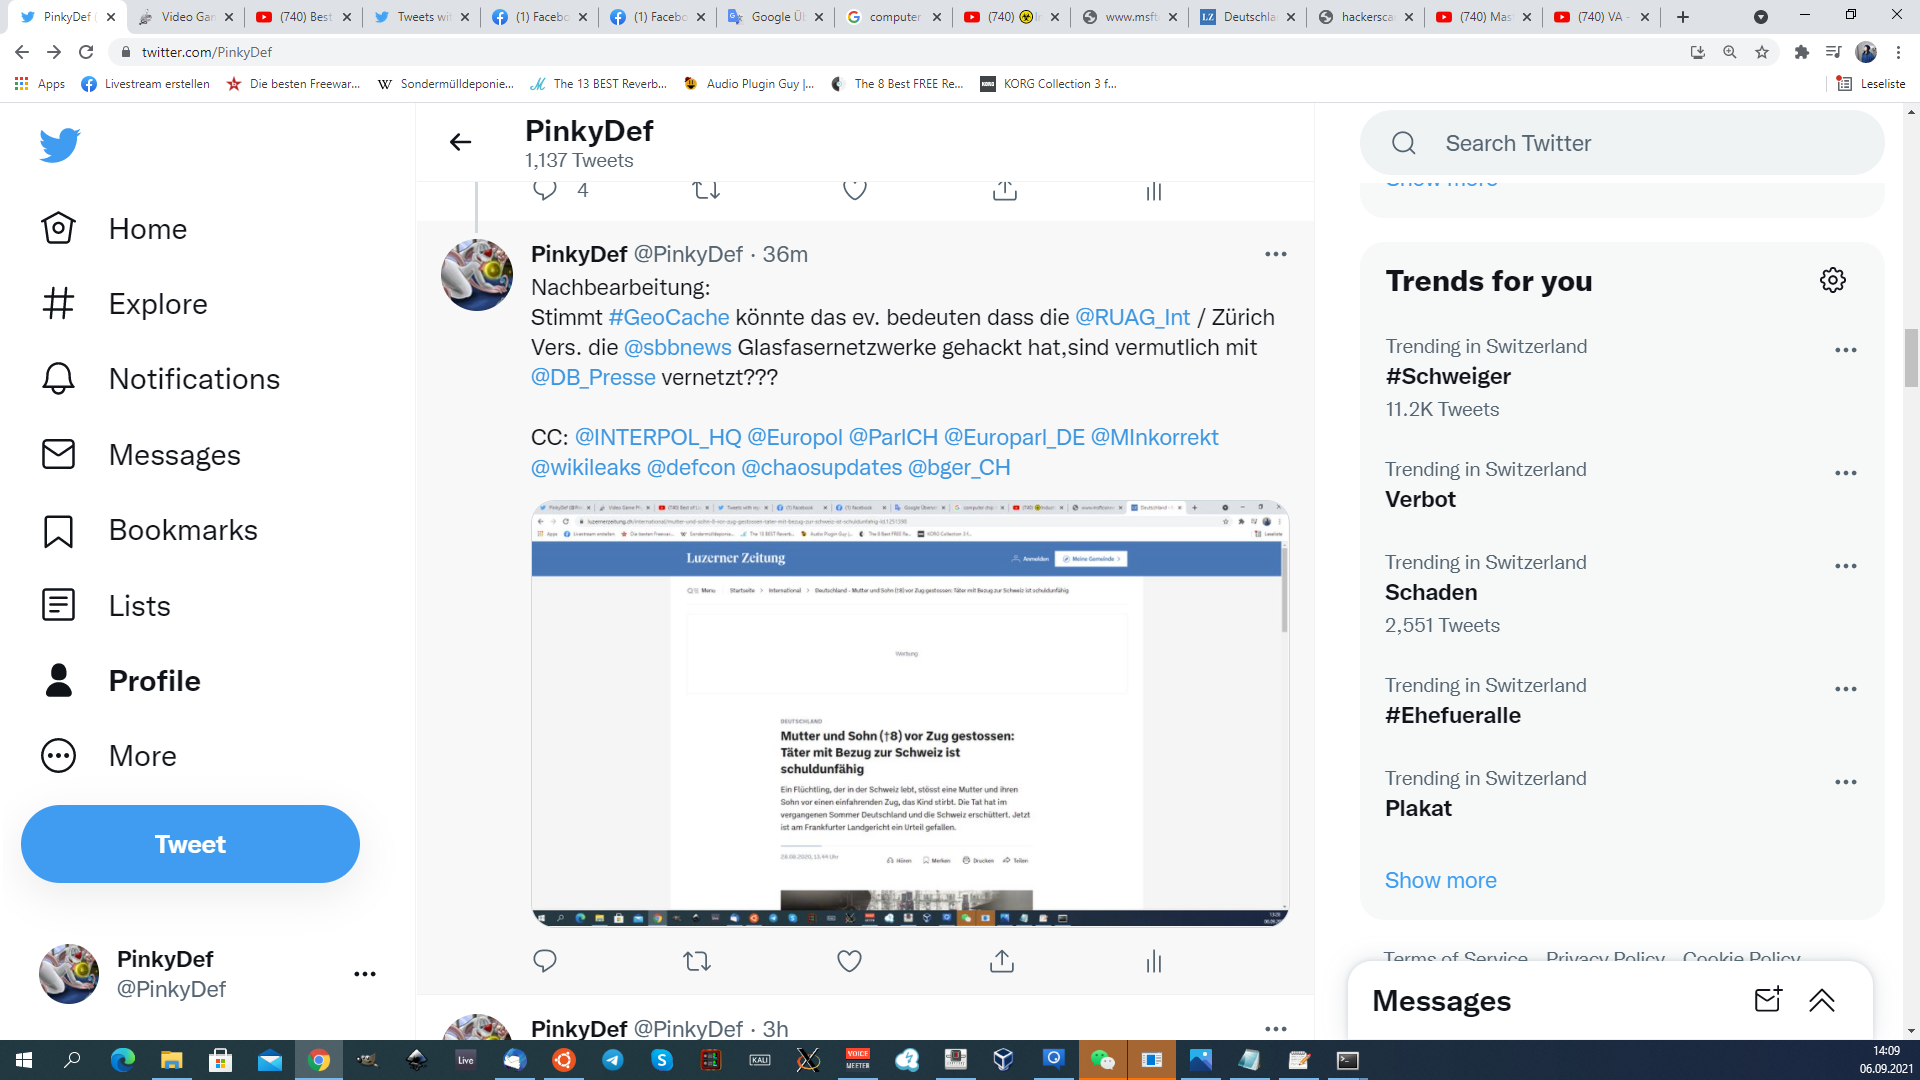 PinkyDef (
Video Gan
(740) Best
Tweets wit
(1) Facebo
(1) Facebo
Google Üb
computer
(740)
www.msft
Deutschla
hackersca
(740) Mas
(740) VA -
twitter.com/PinkyDef
Apps
Livestream erstellen
Die besten Freewar...
Sondermülldeponie...
The 13 BEST Reverb...
Audio Plugin Guy |...
The 8 Best FREE Re...
KORG Collection 3 f...
Leseliste
Home
Explore
Notifications
Messages
Bookmarks
Lists
Profile
More
Tweet
PinkyDef
@PinkyDef
PinkyDef
1,137 Tweets
4
PinkyDef @PinkyDef · 36m
Nachbearbeitung:
Stimmt #GeoCache könnte das ev. bedeuten dass die @RUAG_Int / Zürich
Vers. die @sbbnews Glasfasernetzwerke gehackt hat,sind vermutlich mit
@DB_Presse vernetzt???
CC: @INTERPOL_HQ @Europol @ParlCH @Europarl_DE @MInkorrekt
@wikileaks @defcon @chaosupdates @bger_CH
Luzerner Zeitung
Anmelden
Meine Gemeinde
Menu
Startseite > International > Deutschland - Mutter und Sohn (†8) vor Zug gestossen: Täter mit Bezug zur Schweiz ist schuldunfähig
Werbung
DEUTSCHLAND
Mutter und Sohn (†8) vor Zug gestossen:
Täter mit Bezug zur Schweiz ist
schuldunfähig
Ein Flüchtling, der in der Schweiz lebt, stösst eine Mutter und ihren
Sohn vor einen einfahrenden Zug, das Kind stirbt. Die Tat hat im
vergangenen Sommer Deutschland und die Schweiz erschüttert. Jetzt
ist am Frankfurter Landgericht ein Urteil gefallen.
28.08.2020, 13.44 Uhr
Hören
Merken
Drucken
Teilen
PinkyDef @PinkyDef · 3h
Search Twitter
Show more
Trends for you
Trending in Switzerland
#Schweiger
11.2K Tweets
Trending in Switzerland
Verbot
Trending in Switzerland
Schaden
2,551 Tweets
Trending in Switzerland
#Ehefueralle
Trending in Switzerland
Plakat
Show more
Terms of Service Privacy Policy Cookie Policy
Messages
Live
KALI
VOICE
MEETER
14:09
06.09.2021